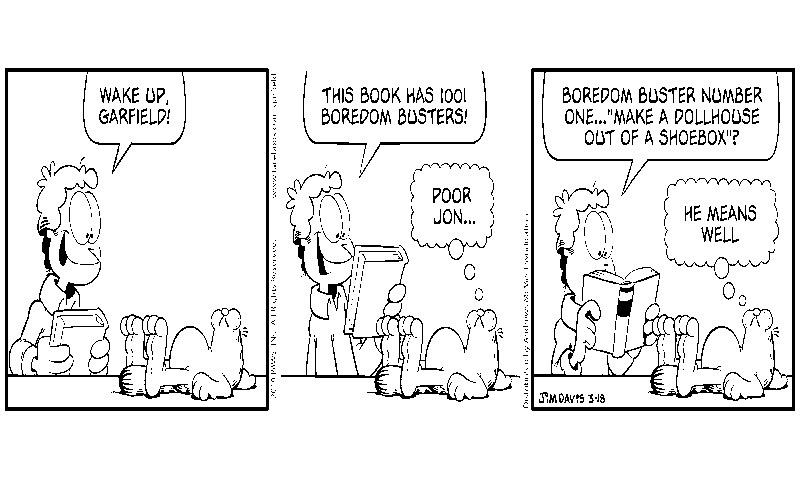 WAKE UP,
GARFIELD!
THIS BOOK HAS 1001
BOREDOM BUSTERS!
POOR
JON...
BOREDOM BUSTER NUMBER
ONE..."MAKE A DOLLHOUSE
OUT OF A SHOEBOX"?
HE MEANS
WELL
JIM DAVIS 3-18